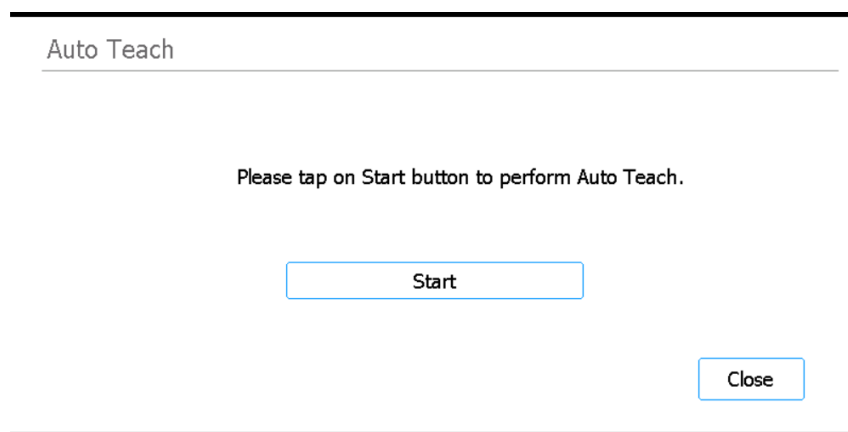 Auto Teach
Please tap on Start button to perform Auto Teach.
Start
Close